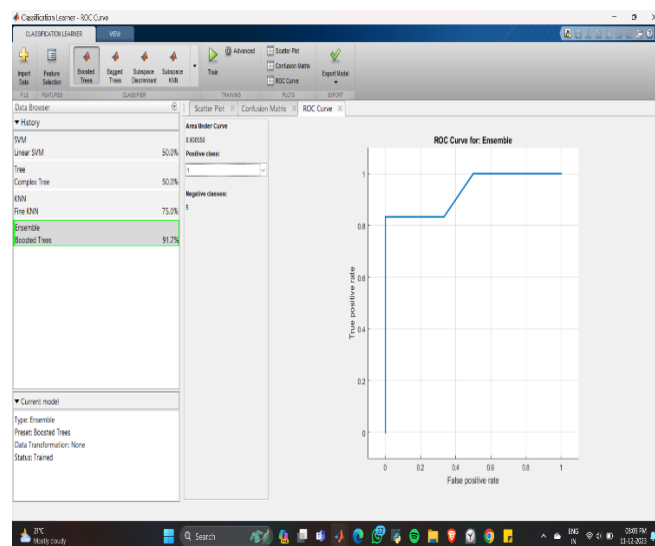 Classification Learner - ROC Curve
CLASSIFICATION LEARNER VIEW
Import Data
Feature Selection
Boosted Trees
Bagged Trees
Subspace Discriminant
Subspace KNN
Train
Advanced
Scatter Plot
Confusion Matrix
ROC Curve
Export Model
FILE FEATURES CLASSIFIER TRAINING PLOTS EXPORT
Data Browser
Scatter Plot Confusion Matrix ROC Curve
▼ History
SVM
Linear SVM 50.0%
Tree
Complex Tree 50.0%
KNN
Fine KNN 75.0%
Ensemble
Boosted Trees 91.7%
▼ Current model
Type: Ensemble
Preset: Boosted Trees
Data Transformation: None
Status: Trained
Area Under Curve
Positive class:
1
Negative classes:
5
ROC Curve for: Ensemble
True positive rate
1
0.8
0.6
0.4
0.2
0
0 0.2 0.4 0.6 0.8 1
False positive rate
21°C
Mostly cloudy
Search
ENG
IN
11-12-2023